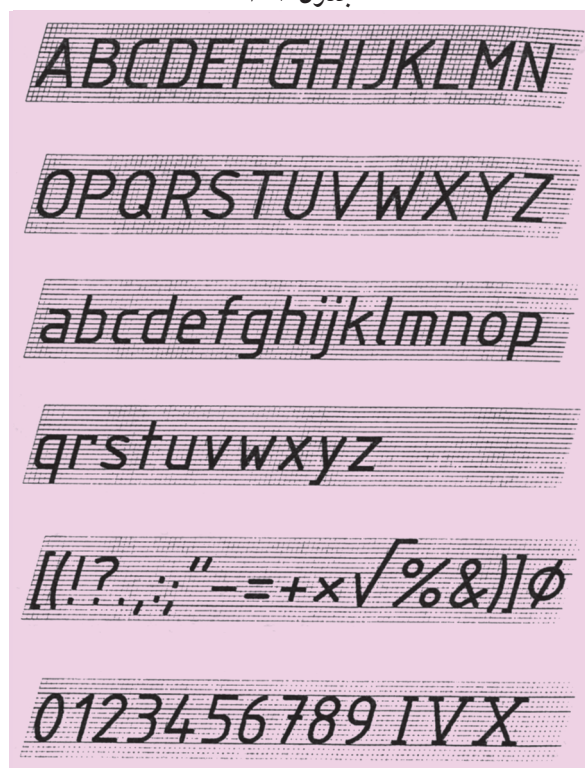 ABCDEFGHIJKLMN
OPQRSTUVWXYZ
abcdefghijklmnop
qrstuvwxyz
[(!?.,:;"-=+×√%&)]Ø
0123456789 IVX